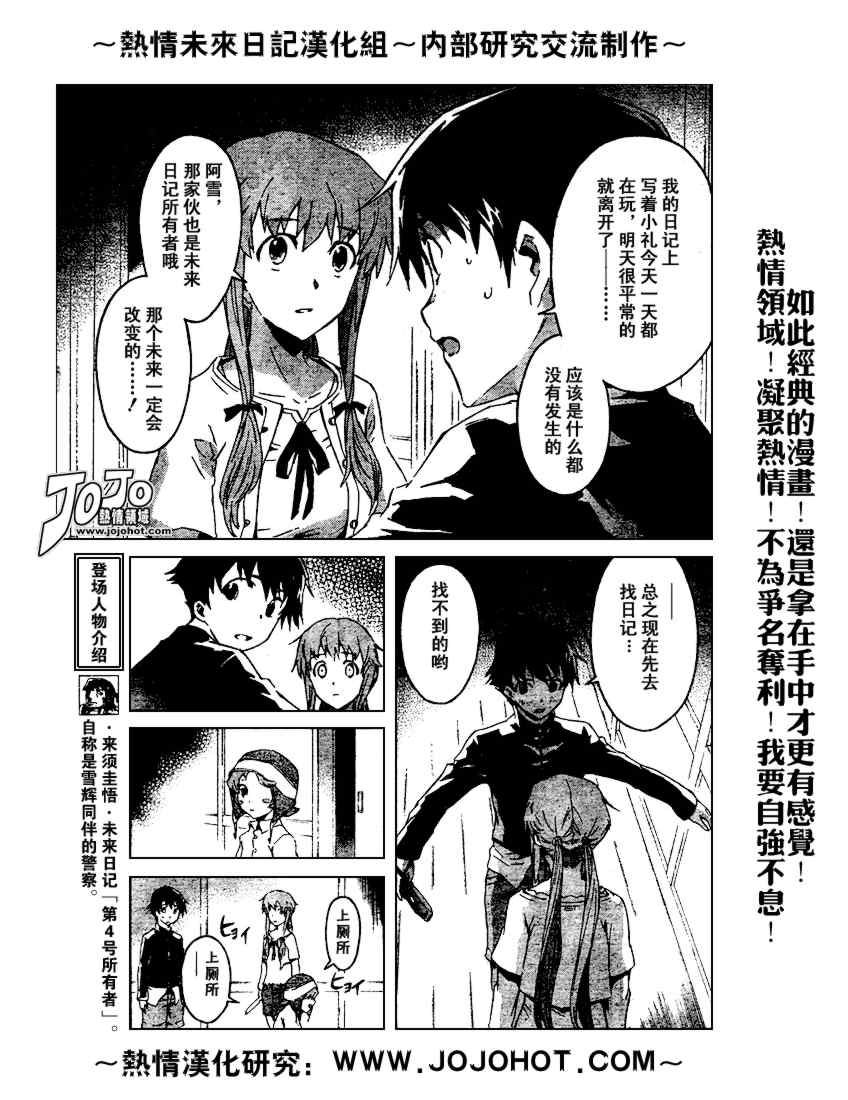 ～熱情未來日記漢化組～内部研究交流制作～
我的日记上
写着小礼今天一天都
在玩，明天很平常的
就离开了——………
应该是什么都
没有发生的
阿雪，
那家伙也是未来
日记所有者哦
那个未来一定会
改变的……！
JOJO
熱情領域
www.jojohot.com
——
总之现在先去
找日记…
找不到的哟
上厕所
上厕所
——
ヒョイ
ヒョイ
登场人物介绍
·来须圭悟·未来日记「第4号所有者」。
自称是雪辉同伴的警察。
如此經典的漫畫！還是拿在手中才更有感覺！
熱情領域！凝聚熱情！不為爭名奪利！我要自強不息！
～熱情漢化研究：WWW.JOJOHOT.COM～